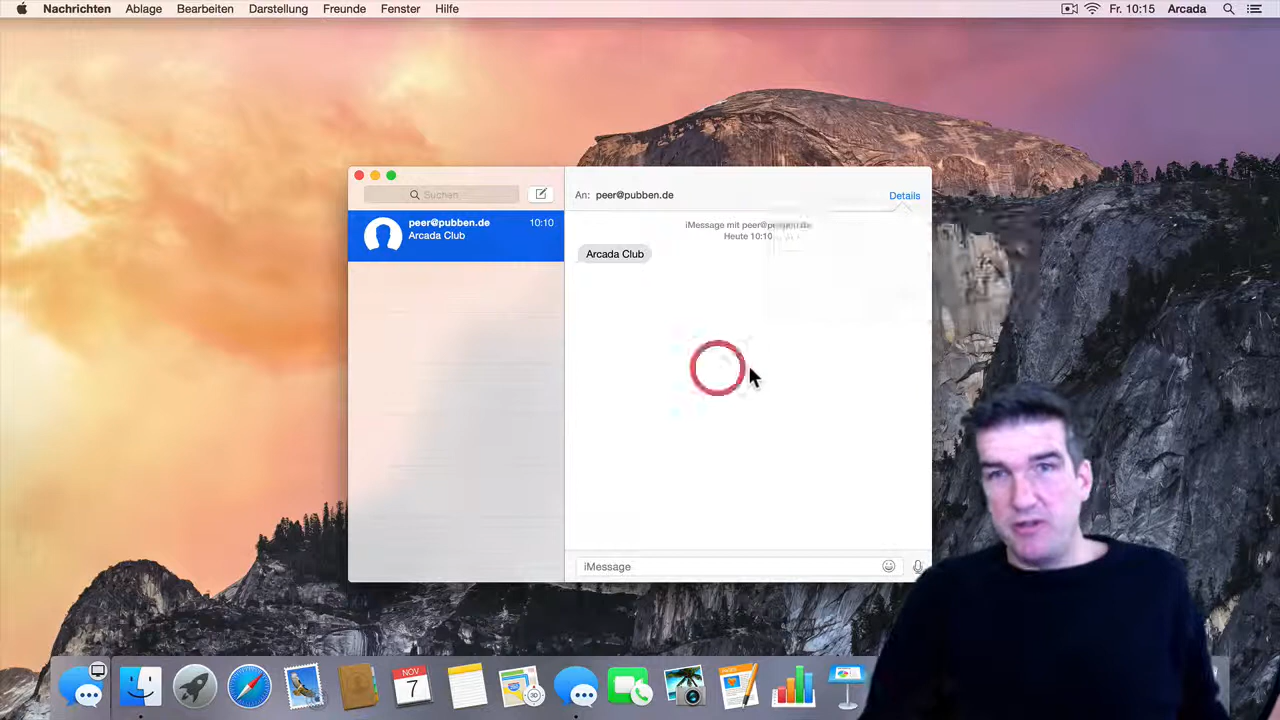 Nachrichten Ablage Bearbeiten Darstellung Freunde Fenster Hilfe Fr. 10:15 Arcada
Suchen
An: peer@pubben.de Details
peer@pubben.de 10:10
Arcada Club
iMessage mit
Heute 10:10
Arcada Club
iMessage
NOV
7
3D